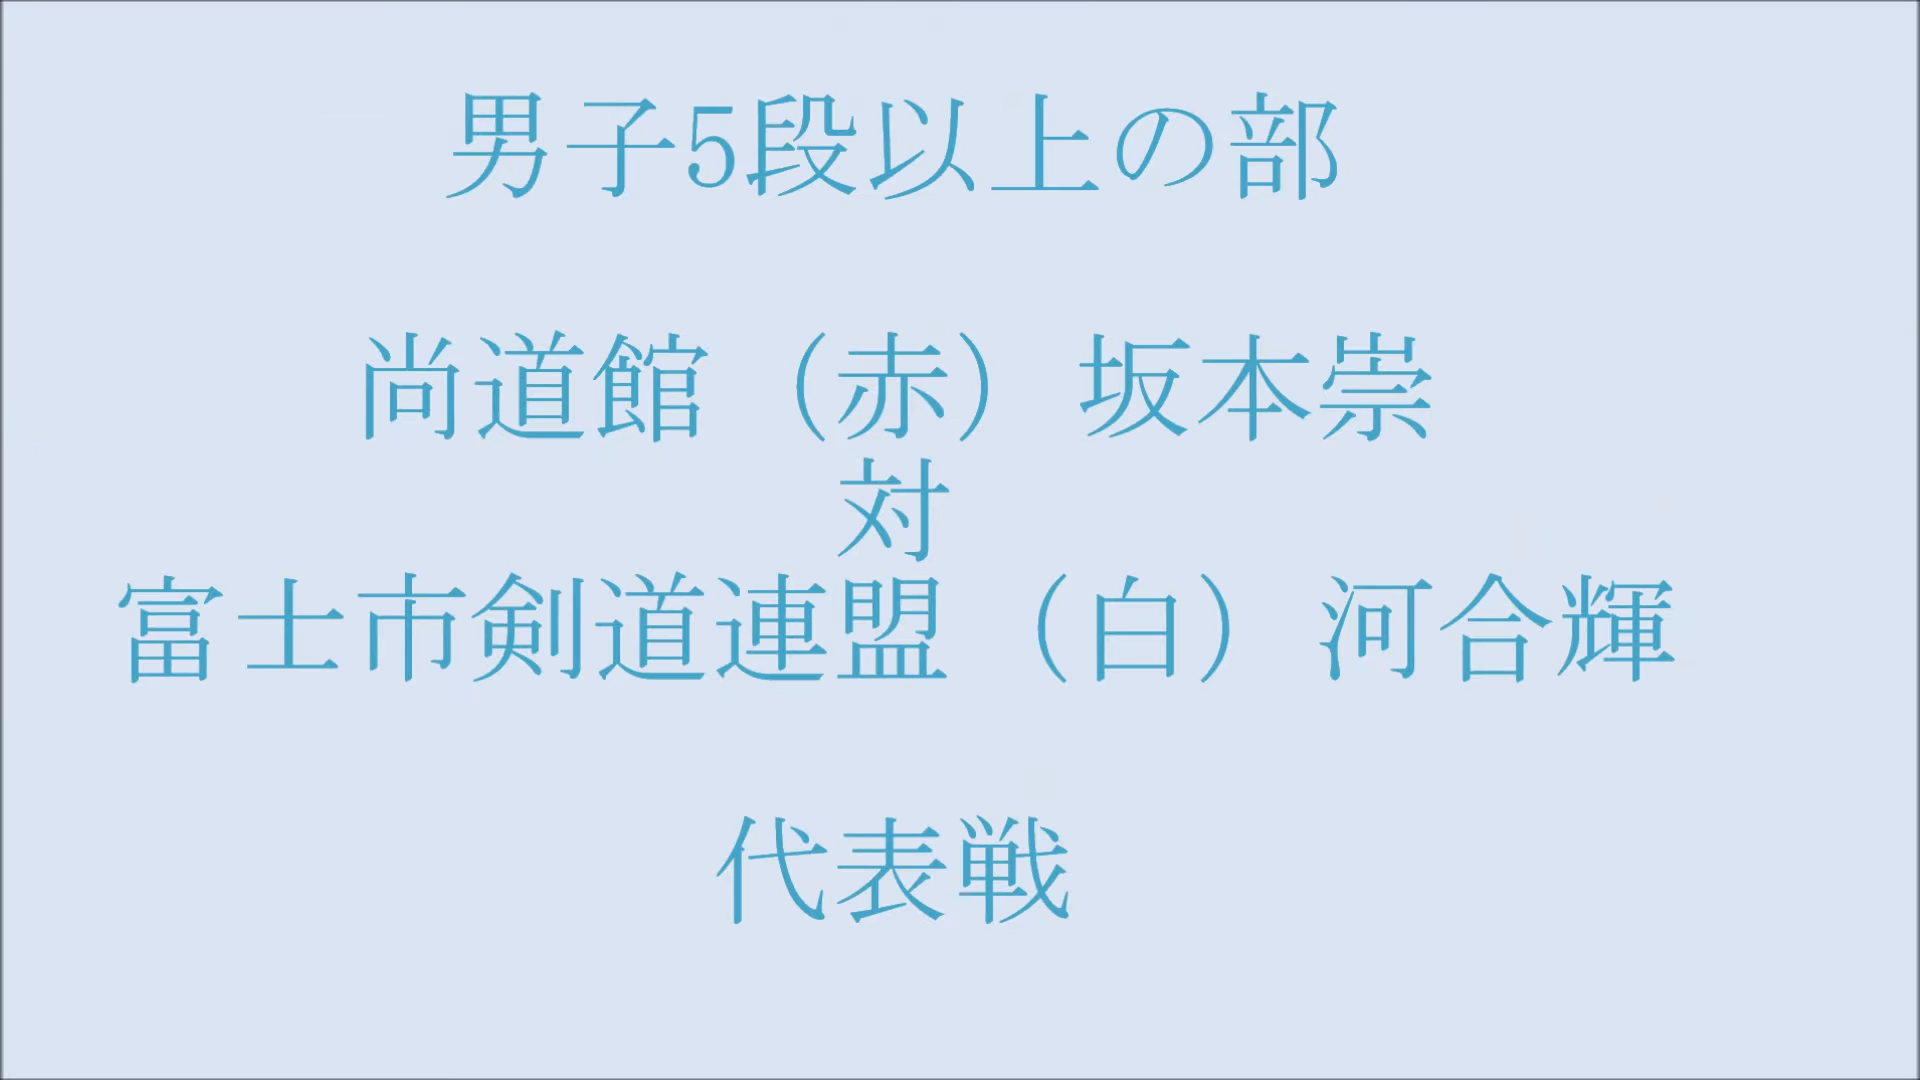 男子5段以上の部
尚道館（赤）坂本崇
対
富士市剣道連盟（白）河合輝
代表戦